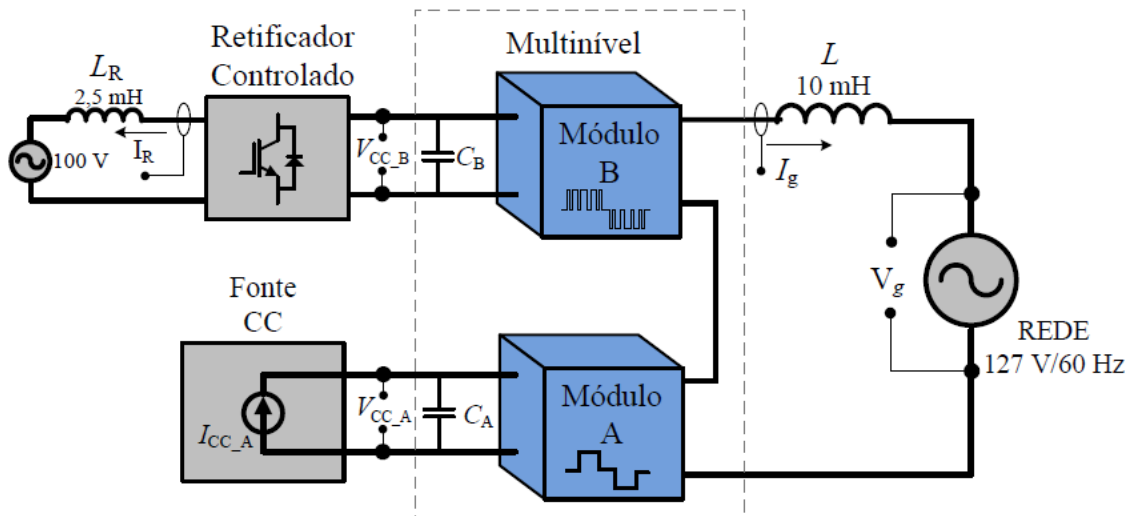 Retificador
Controlado
Multinível
L_R
2,5 mH
L
10 mH
I_R
100 V
V_CC_B
C_B
Módulo
B
I_g
V_g
REDE
127 V/60 Hz
Fonte
CC
I_CC_A
V_CC_A
C_A
Módulo
A